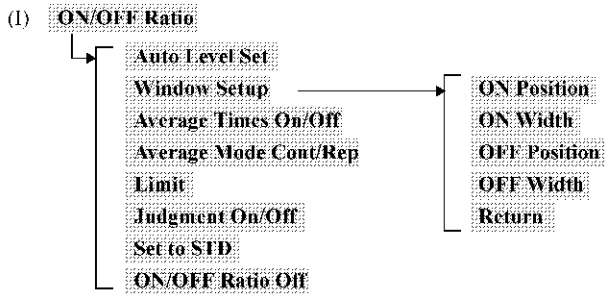 (I) ON/OFF Ratio
Auto Level Set
Window Setup
Average Times On/Off
Average Mode Cont/Rep
Limit
Judgment On/Off
Set to STD
ON/OFF Ratio Off
ON Position
ON Width
OFF Position
OFF Width
Return